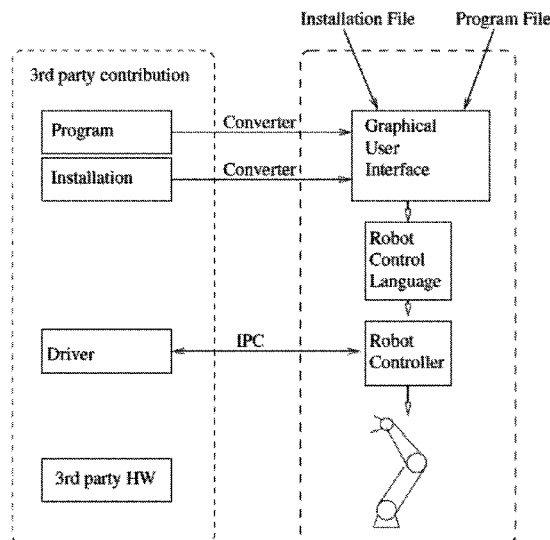 Installation File
Program File
3rd party contribution
Program
Converter
Graphical
User
Interface
Installation
Converter
Robot
Control
Language
Driver
IPC
Robot
Controller
3rd party HW